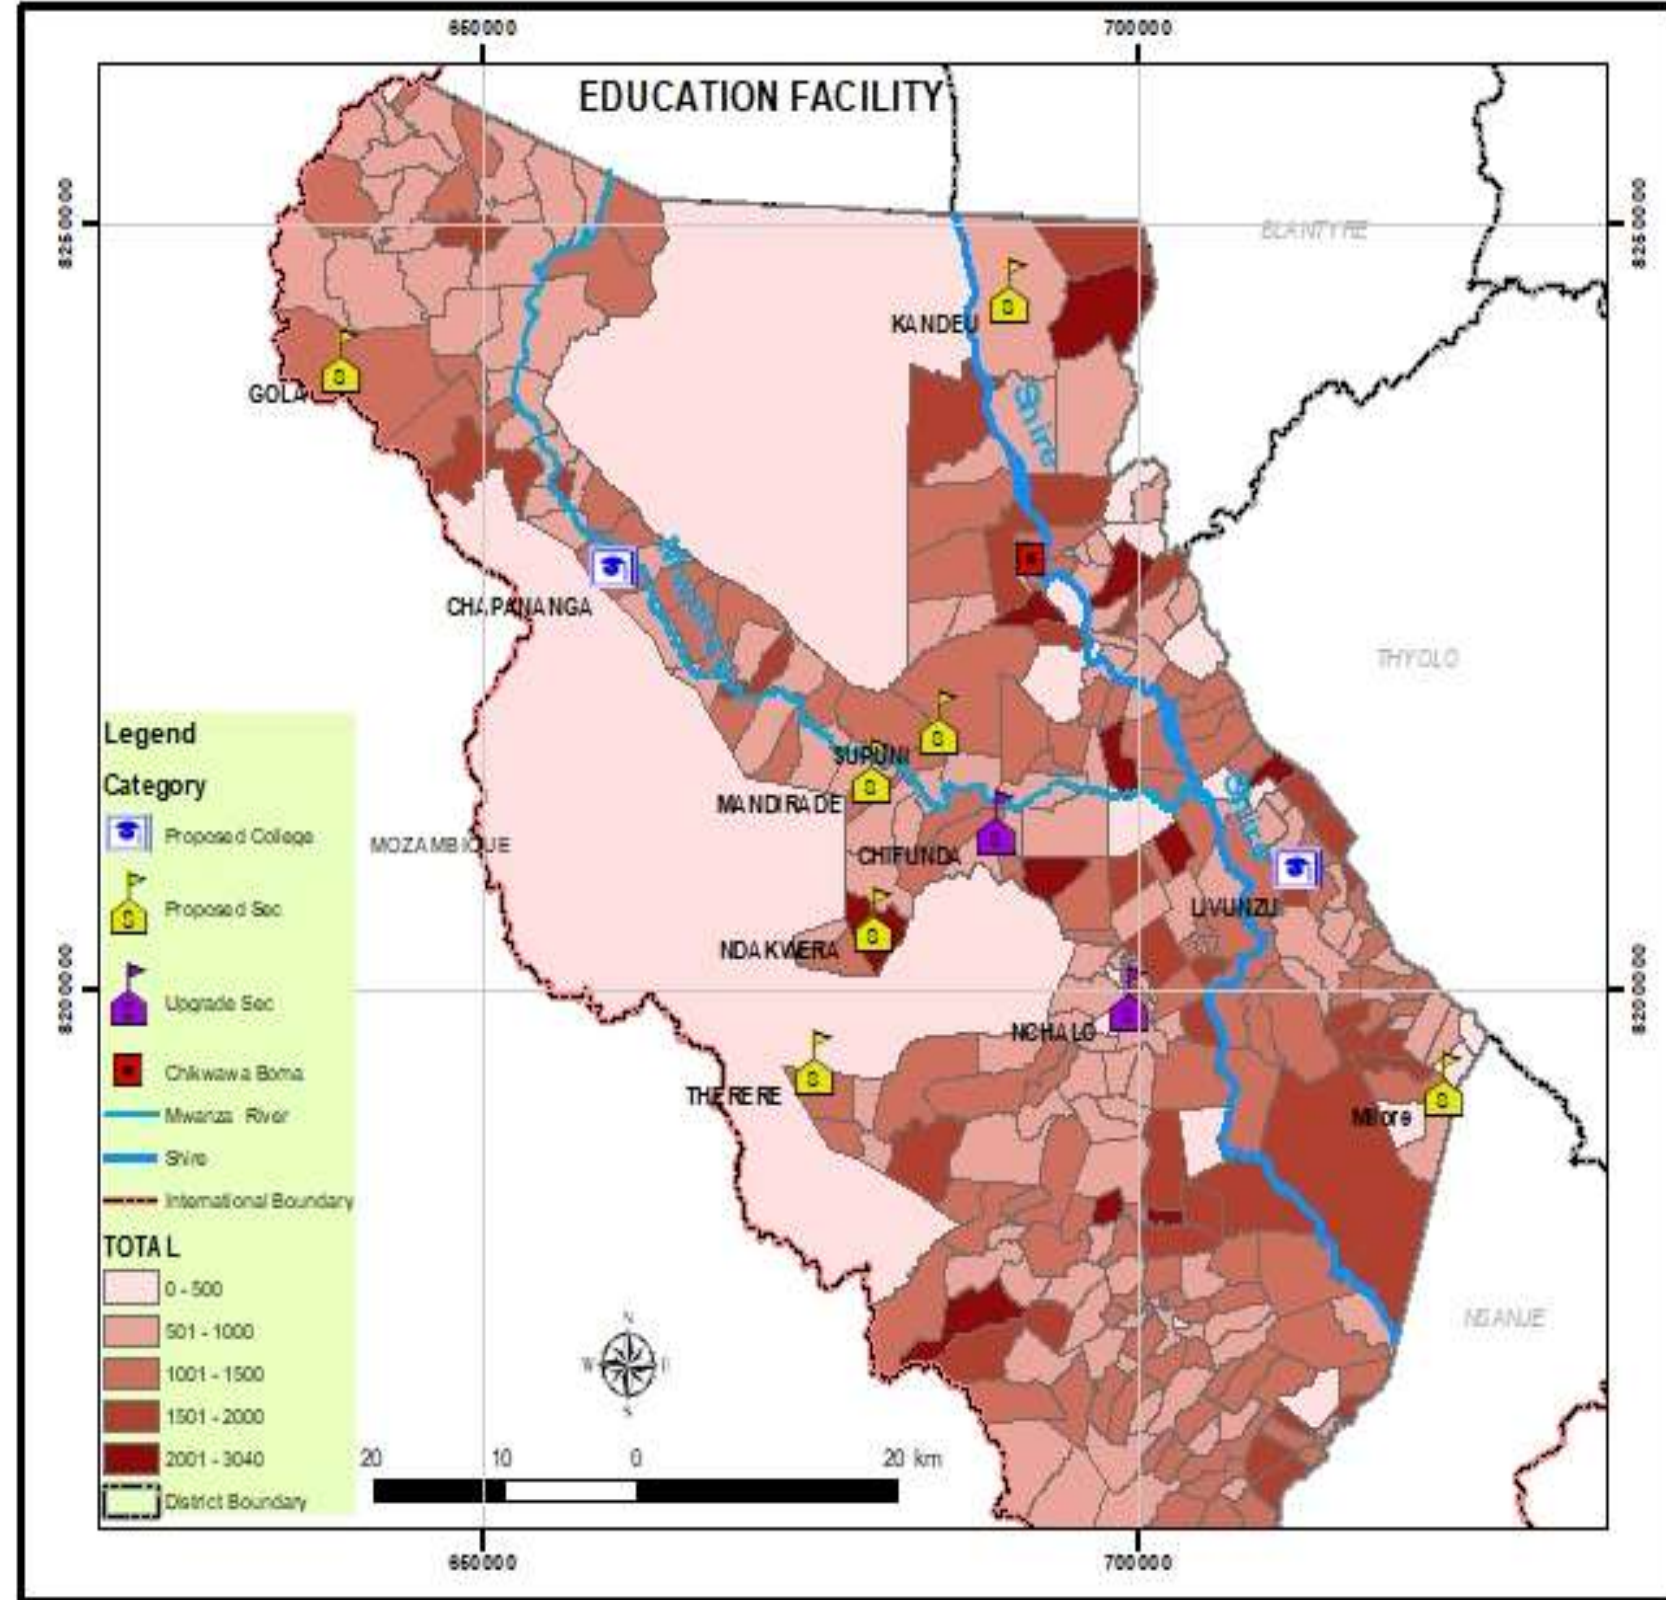 650000
700000
EDUCATION FACILITY
8250000
8250000
BLANTYRE
KANDEU
GOLA
Shire
CHAPANANGA
THYOLO
SUPUNI
MANDIRADE
Legend
Category
Proposed College
MOZAMBIQUE
CHIFUNDA
Shire
LIVUNZU
Proposed Sec
NDAKWERA
8200000
8200000
Upgrade Sec
NCHALO
Chikwawa Boma
THERERE
Mwanza River
Shire
International Boundary
TOTAL
0 - 500
501 - 1000
1001 - 1500
1501 - 2000
2001 - 3040
District Boundary
NSANJE
N
W E
S
20 10 0 20 km
650000
700000